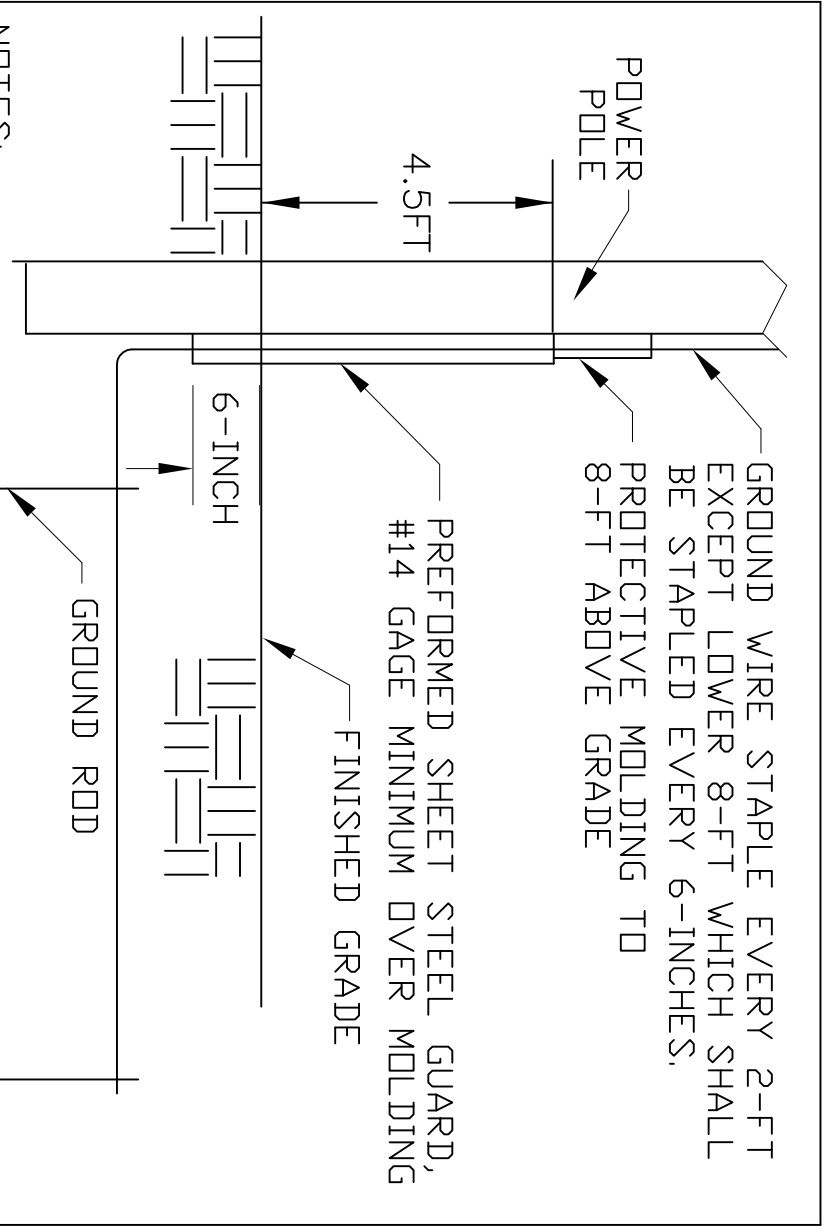 POWER
POLE
4.5FT
GROUND WIRE STAPLE EVERY 2-FT
EXCEPT LOWER 8-FT WHICH SHALL
BE STAPLED EVERY 6-INCHES.
PROTECTIVE MOLDING TO
8-FT ABOVE GRADE
PREFORMED SHEET STEEL GUARD,
#14 GAGE MINIMUM OVER MOLDING
FINISHED GRADE
6-INCH
GROUND ROD
NOTES: